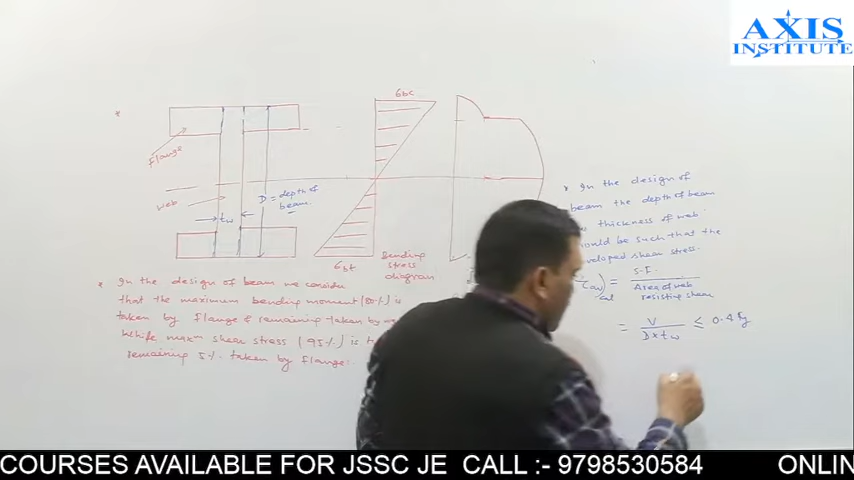 AXIS
INSTITUTE
6bc
flange
web
tw
D = depth of
beam
6bt
Bending
stress
diagram
* In the design of
beam the depth of beam
thickness of web
ould be such that the
veloped shear stress.
cal
S.F.
Area of web
resisting shear
= V
D×tw
≤ 0.4 fy
* In the design of beam we consider
that the maximum bending moment (80%) is
taken by flange & remaining taken by
While maxm shear stress (95%) is
remaining 5% taken by flange.
COURSES AVAILABLE FOR JSSC JE CALL :- 9798530584 ONLIN